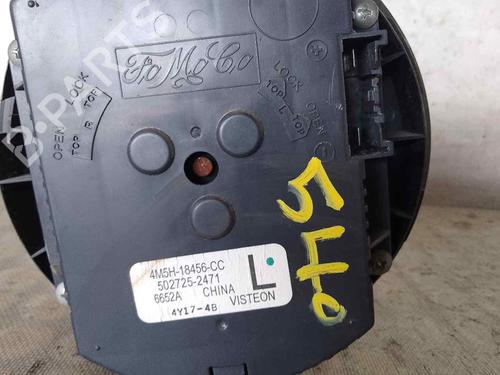 FoMoCo
OPEN LOCK
TOP R TOP
LOCK OPEN
TOP L TOP
B-PARTS
540
4M5H-18456-CC
502725-2471
6652A CHINA
4Y17-4B VISTEON
L